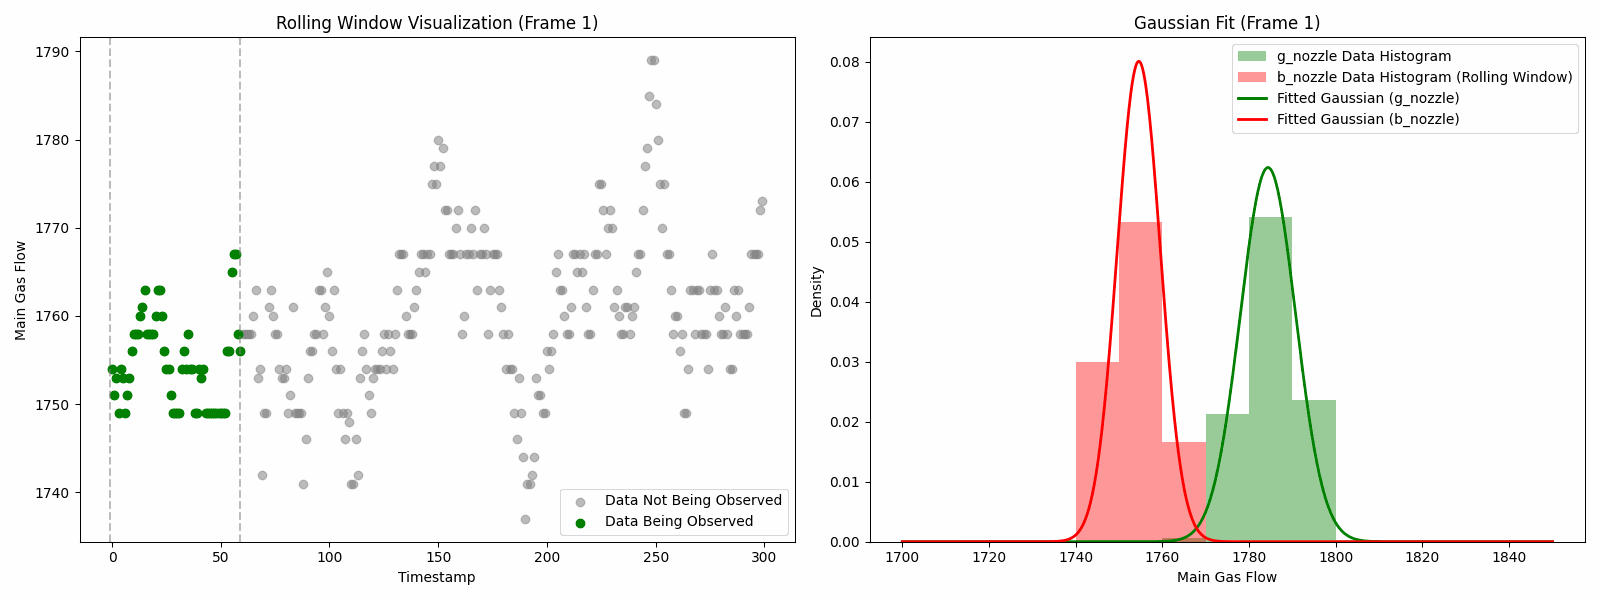 Rolling Window Visualization (Frame 1)
Main Gas Flow
1790
1780
1770
1760
1750
1740
0 50 100 150 200 250 300
Timestamp
Data Not Being Observed
Data Being Observed
Gaussian Fit (Frame 1)
Density
0.08
0.07
0.06
0.05
0.04
0.03
0.02
0.01
0.00
1700 1720 1740 1760 1780 1800 1820 1840
Main Gas Flow
g_nozzle Data Histogram
b_nozzle Data Histogram (Rolling Window)
Fitted Gaussian (g_nozzle)
Fitted Gaussian (b_nozzle)